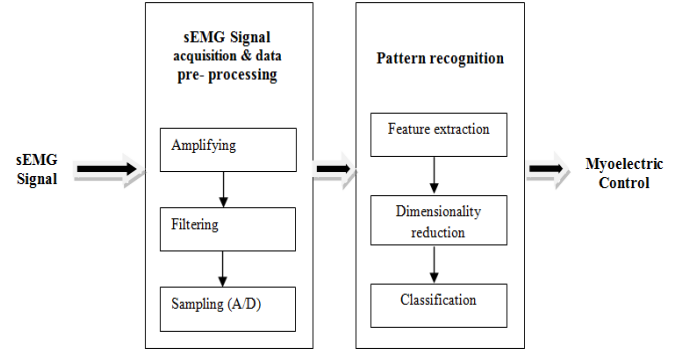 sEMG Signal
acquisition & data
pre- processing
Pattern recognition
sEMG
Signal
Amplifying
Filtering
Sampling (A/D)
Feature extraction
Dimensionality
reduction
Classification
Myoelectric
Control